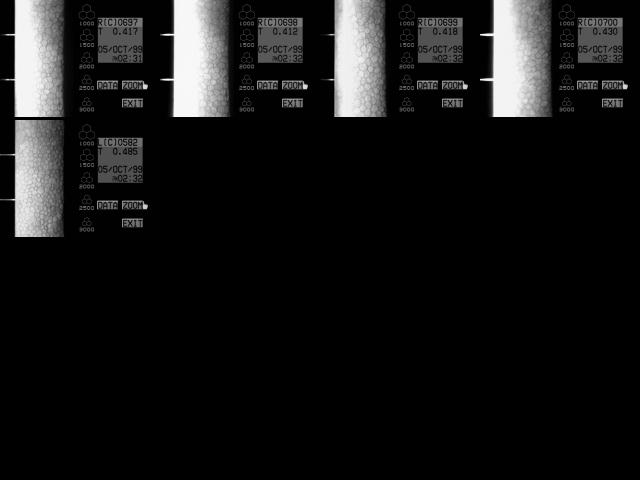 1000
R(C)0697
T 0.417
1500
05/OCT/99
PM02:31
2000
2500
DATA ZOOM
3000
EXIT
1000
R(C)0698
T 0.412
1500
05/OCT/99
PM02:32
2000
2500
DATA ZOOM
3000
EXIT
1000
R(C)0699
T 0.418
1500
05/OCT/99
PM02:32
2000
2500
DATA ZOOM
3000
EXIT
1000
R(C)0700
T 0.430
1500
05/OCT/99
PM02:32
2000
2500
DATA ZOOM
3000
EXIT
1000
L(C)0582
T 0.485
1500
05/OCT/99
PM02:32
2000
2500
DATA ZOOM
3000
EXIT